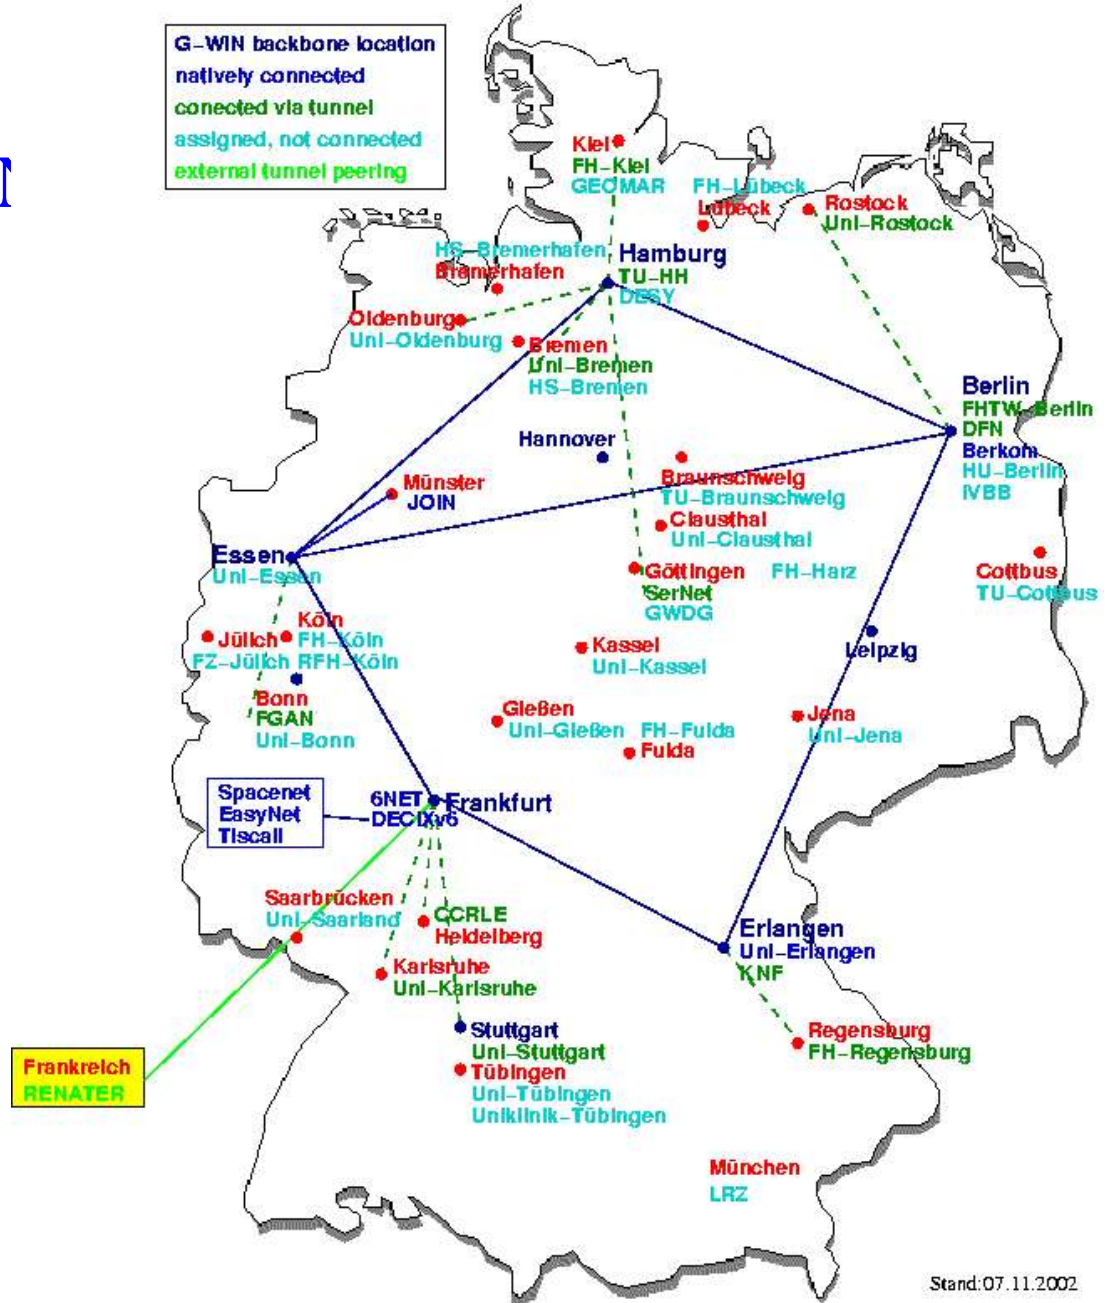 G-WiN backbone location
natively connected
conected via tunnel
assigned, not connected
external tunnel peering
Kiel
FH-Kiel
GEOMAR
FH-Lübeck
Lübeck
Rostock
Uni-Rostock
HS-Bremerhafen
Bremerhafen
Hamburg
TU-HH
DESY
Oldenburg
Uni-Oldenburg
Bremen
Uni-Bremen
HS-Bremen
Berlin
FHTW-Berlin
DFN
Berkom
HU-Berlin
IVBB
Hannover
Münster
JOIN
Braunschweig
TU-Braunschweig
Clausthal
Uni-Clausthal
Essen
Uni-Essen
Göttingen
SerNet
GWDG
FH-Harz
Cottbus
TU-Cottbus
Jülich
FZ-Jülich
Köln
FH-Köln
RFH-Köln
Kassel
Uni-Kassel
Leipzig
Bonn
FGAN
Uni-Bonn
Gießen
Uni-Gießen
FH-Fulda
Fulda
Jena
Uni-Jena
Spacenet
EasyNet
Tiscali
6NET
DECIXv6
Frankfurt
Saarbrücken
Uni-Saarland
CCRLE
Heidelberg
Erlangen
Uni-Erlangen
KNF
Karlsruhe
Uni-Karlsruhe
Stuttgart
Uni-Stuttgart
Tübingen
Uni-Tübingen
Uniklinik-Tübingen
Regensburg
FH-Regensburg
Frankreich
RENATER
München
LRZ
Stand:07.11.2002